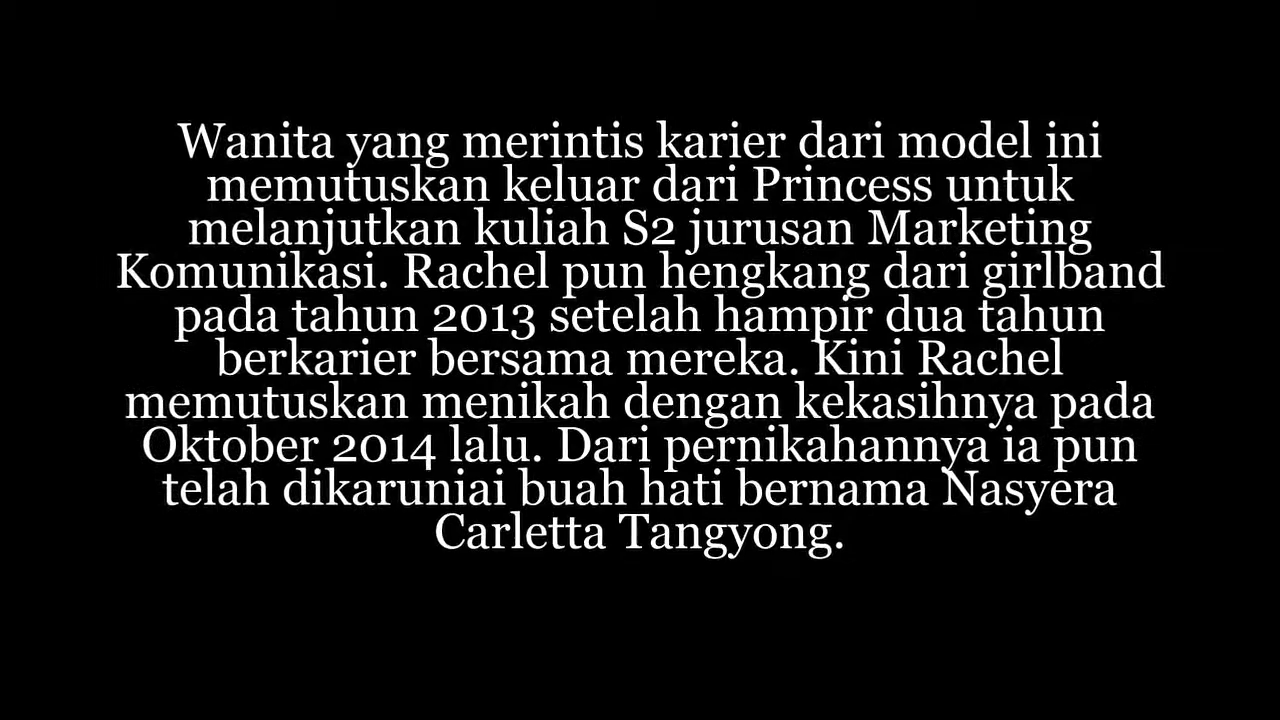 Wanita yang merintis karier dari model ini
memutuskan keluar dari Princess untuk
melanjutkan kuliah S2 jurusan Marketing
Komunikasi. Rachel pun hengkang dari girlband
pada tahun 2013 setelah hampir dua tahun
berkarier bersama mereka. Kini Rachel
memutuskan menikah dengan kekasihnya pada
Oktober 2014 lalu. Dari pernikahannya ia pun
telah dikaruniai buah hati bernama Nasyera
Carletta Tangyong.